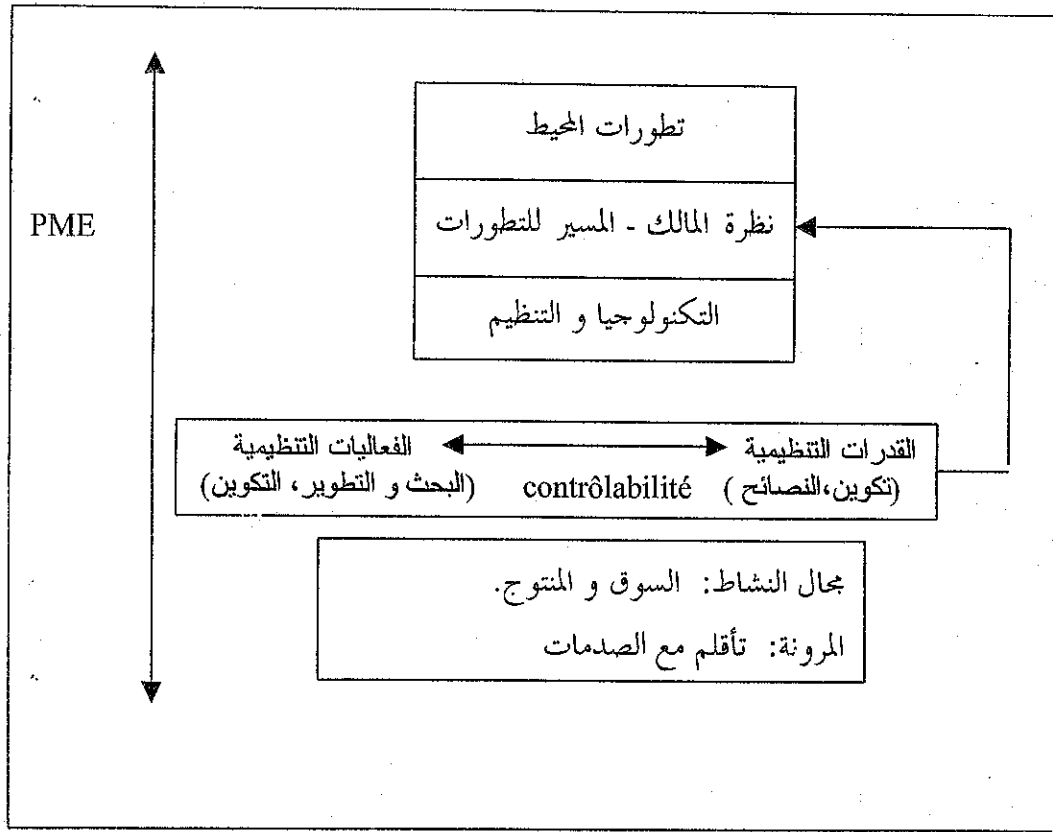 تطورات المحيط
PME
نظرة المالك - المسير للتطورات
التكنولوجيا و التنظيم
القدرات التنظيمية الفعاليات التنظيمية
(تكوين،النصائح ) contrôlabilité (البحث و التطوير، التكوين)
مجال النشاط: السوق و المنتوج.
المرونة: تأقلم مع الصدمات